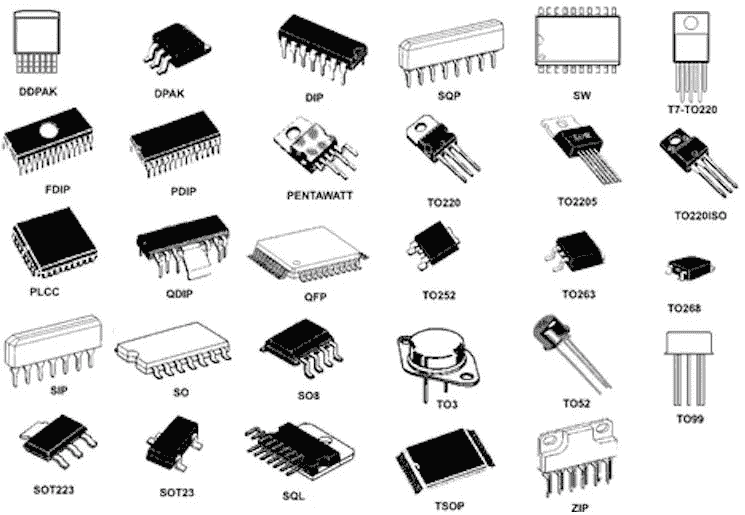 DDPAK
DPAK
DIP
SQP
SW
T7-TO220
FDIP
PDIP
PENTAWATT
TO220
TO2205
TO220ISO
PLCC
QDIP
QFP
TO252
TO263
TO268
SIP
SO
SO8
TO3
TO52
TO99
SOT223
SOT23
SQL
TSOP
ZIP